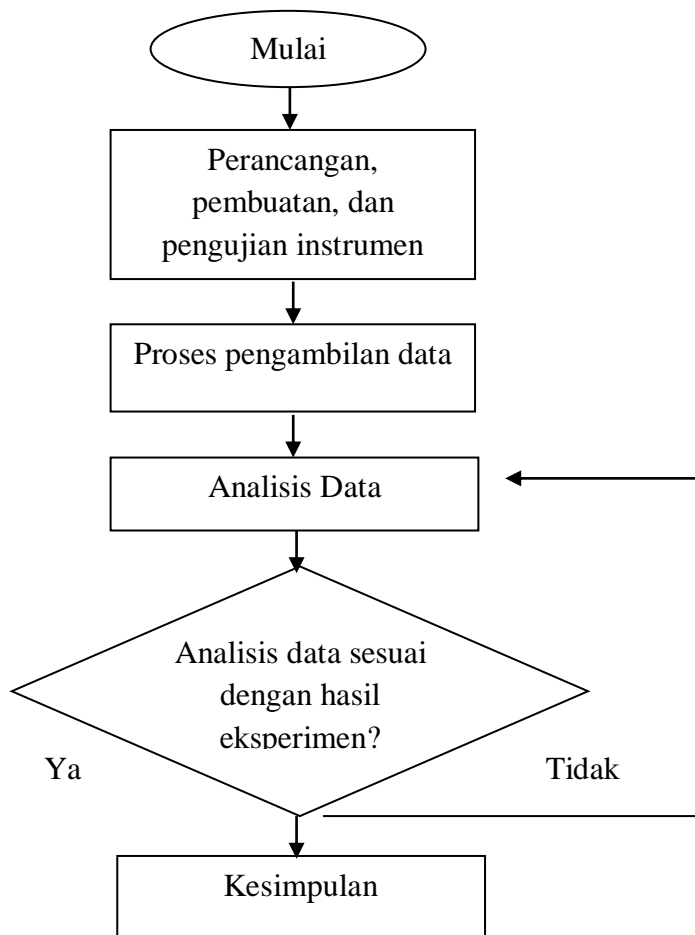 Mulai
Perancangan,
pembuatan, dan
pengujian instrumen
Proses pengambilan data
Analisis Data
Analisis data sesuai
dengan hasil
eksperimen?
Ya
Tidak
Kesimpulan